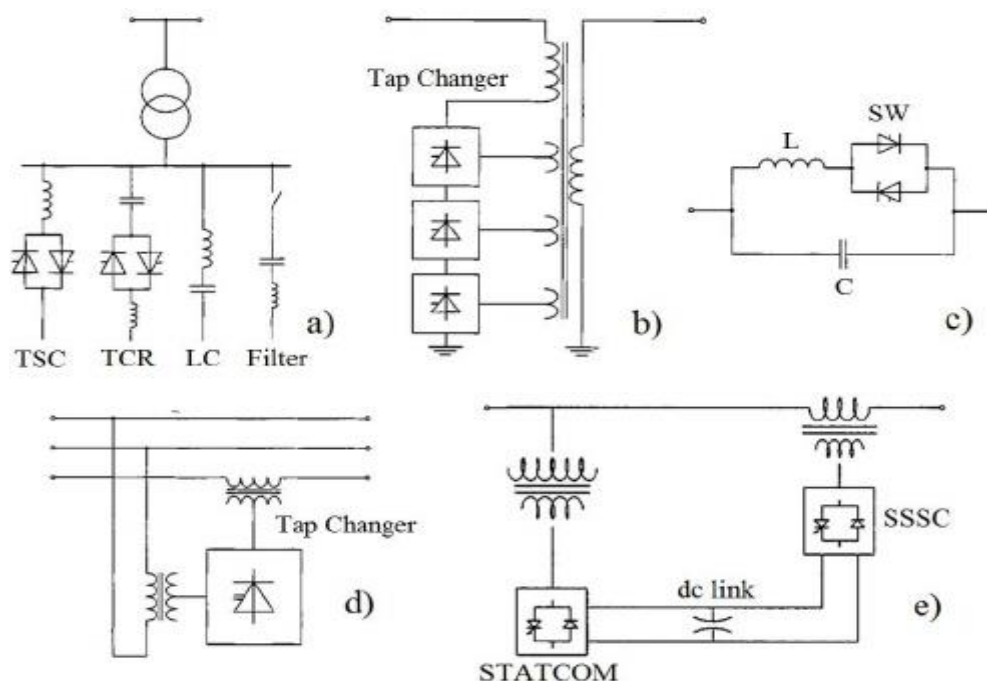 TSC TCR LC Filter
a)
Tap Changer
b)
SW
L
C
c)
Tap Changer
d)
SSSC
dc link
STATCOM
e)